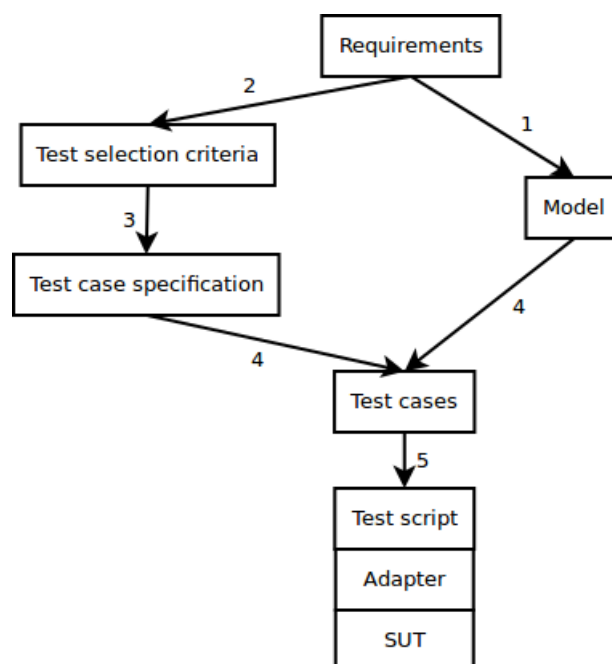 Requirements
2
1
Test selection criteria
Model
3
Test case specification
4
4
Test cases
5
Test script
Adapter
SUT